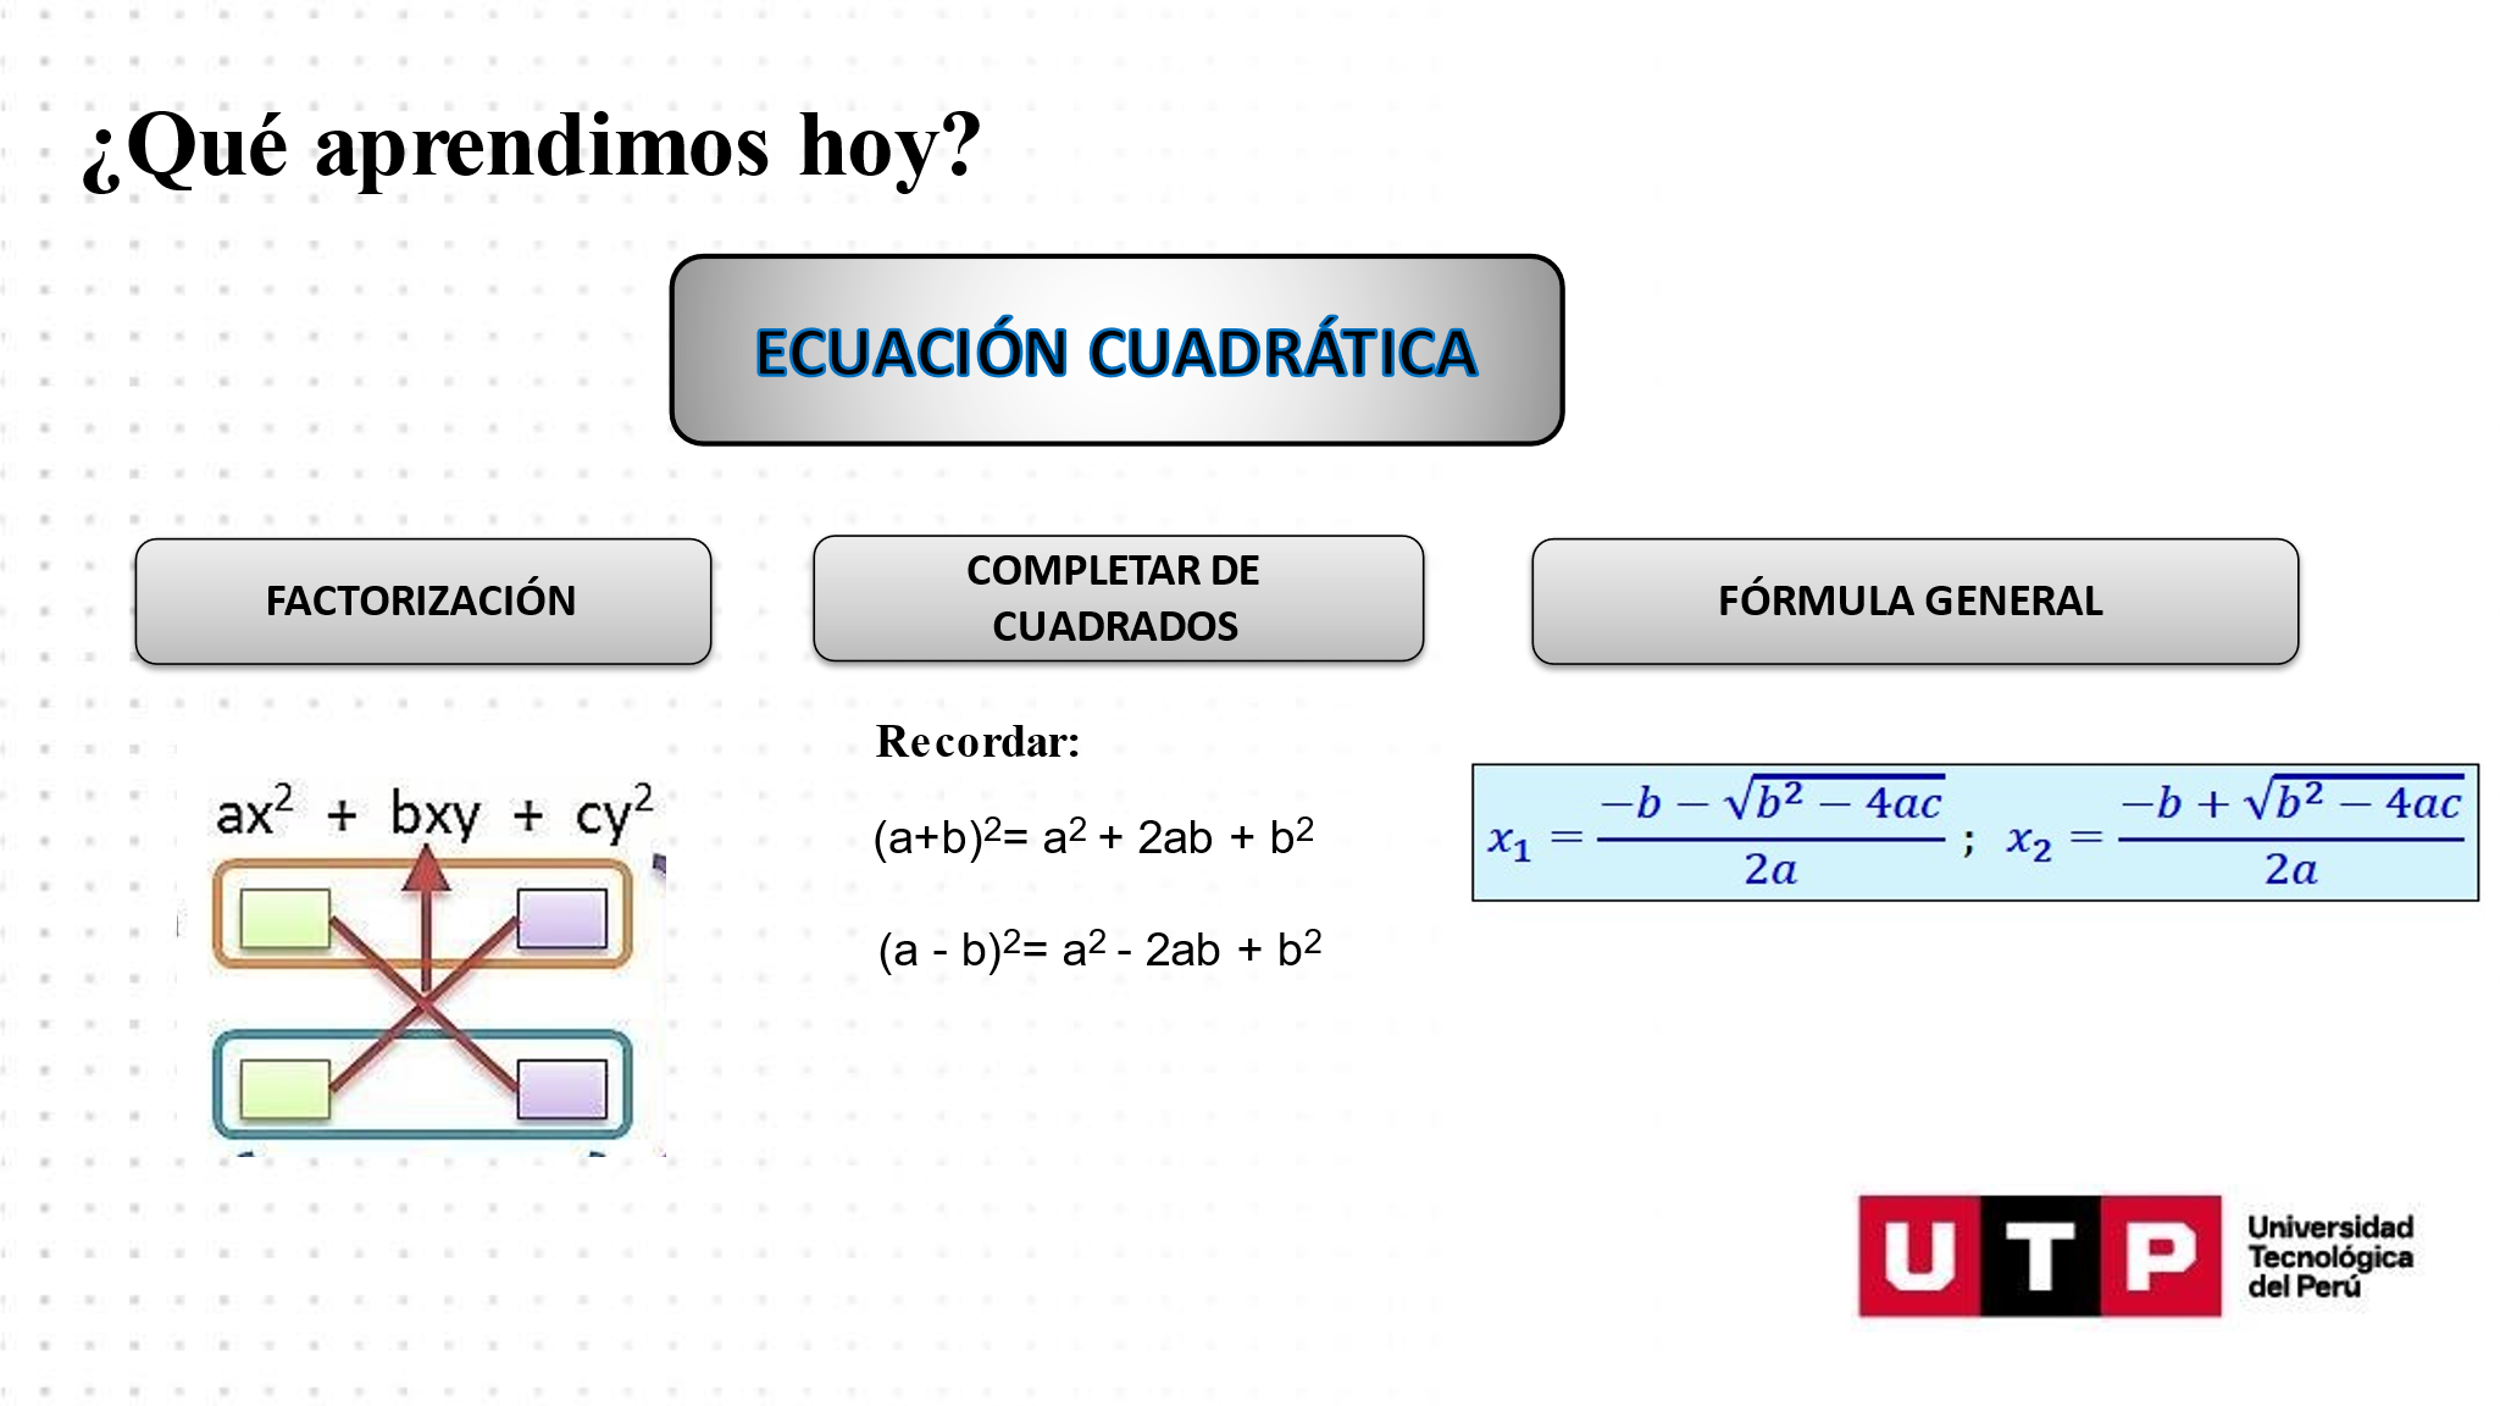 ¿Qué aprendimos hoy?
ECUACIÓN CUADRÁTICA
FACTORIZACIÓN
COMPLETAR DE
CUADRADOS
FÓRMULA GENERAL
ax² + bxy + cy²
Recordar:
(a+b)²= a² + 2ab + b²
(a - b)²= a² - 2ab + b²
x₁ = (−b − √(b² − 4ac)) / 2a ; x₂ = (−b + √(b² − 4ac)) / 2a
UTP
Universidad
Tecnológica
del Perú